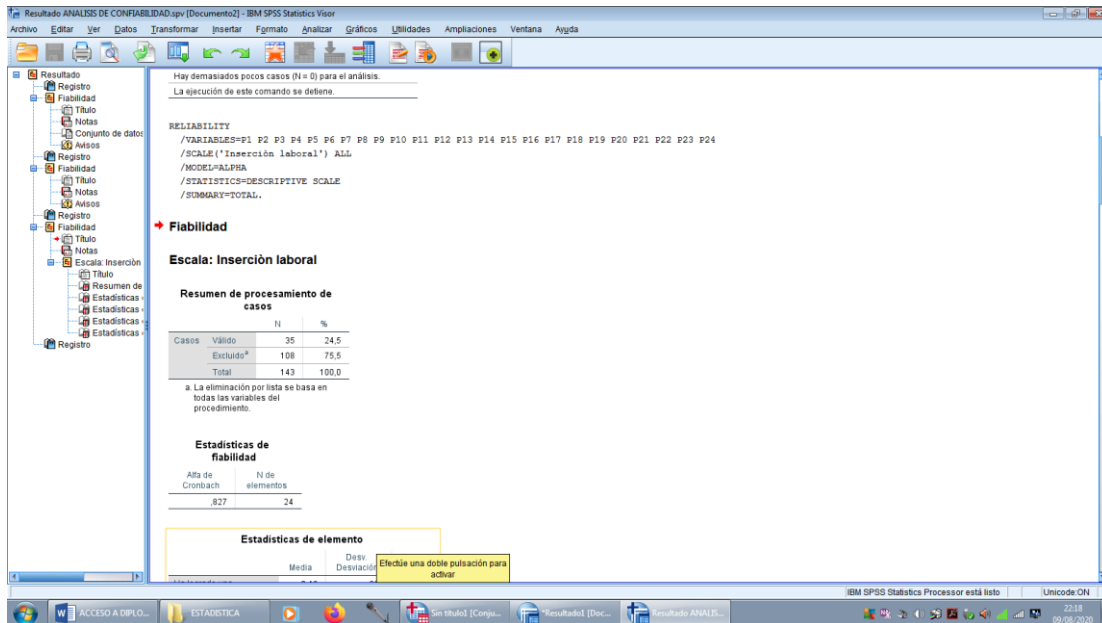 Resultado ANALISIS DE CONFIABILIDAD.spv [Documento2] - IBM SPSS Statistics Visor
Archivo Editar Ver Datos Transformar Insertar Formato Analizar Gráficos Utilidades Ampliaciones Ventana Ayuda
Resultado
Registro
Fiabilidad
Título
Notas
Conjunto de datos
Avisos
Registro
Fiabilidad
Título
Notas
Avisos
Registro
Fiabilidad
Título
Notas
Escala: Inserciòn
Título
Resumen de
Estadísticas
Estadísticas
Estadísticas
Estadísticas
Registro
Hay demasiados pocos casos (N = 0) para el análisis.
La ejecución de este comando se detiene.
RELIABILITY
/VARIABLES=P1 P2 P3 P4 P5 P6 P7 P8 P9 P10 P11 P12 P13 P14 P15 P16 P17 P18 P19 P20 P21 P22 P23 P24
/SCALE('Inserciòn laboral') ALL
/MODEL=ALPHA
/STATISTICS=DESCRIPTIVE SCALE
/SUMMARY=TOTAL.
Fiabilidad
Escala: Inserciòn laboral
Resumen de procesamiento de
casos
N %
Casos Válido 35 24,5
Excluido a 108 75,5
Total 143 100,0
a. La eliminación por lista se basa en
todas las variables del
procedimiento.
Estadísticas de
fiabilidad
Alfa de N de
Cronbach elementos
,827 24
Estadísticas de elemento
Desv.
Media Desviación
Efectúe una doble pulsación para
activar
IBM SPSS Statistics Processor está listo Unicode:ON
ACCESO A DIPLO... ESTADISTICA Sin título1 [Conju... *Resultado1 [Doc... Resultado ANALIS...
22:18
09/08/2020